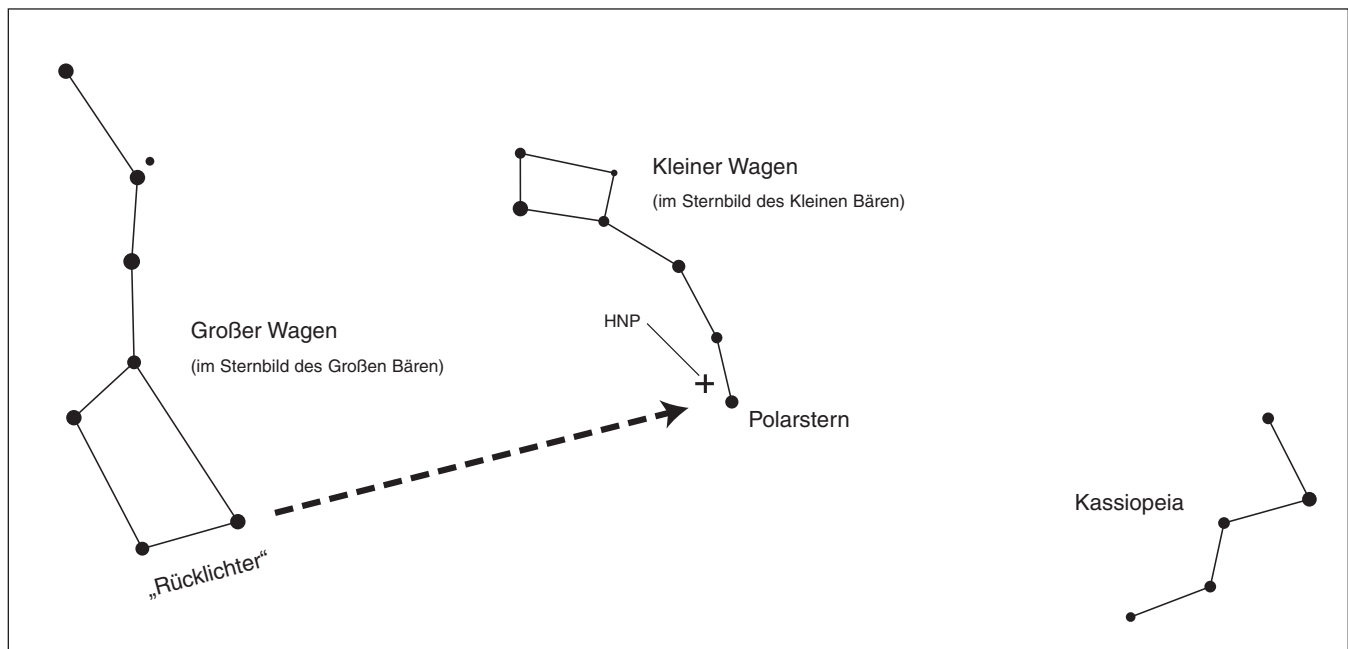 Kleiner Wagen
(im Sternbild des Kleinen Bären)
HNP
Großer Wagen
(im Sternbild des Großen Bären)
Polarstern
Kassiopeia
„Rücklichter“